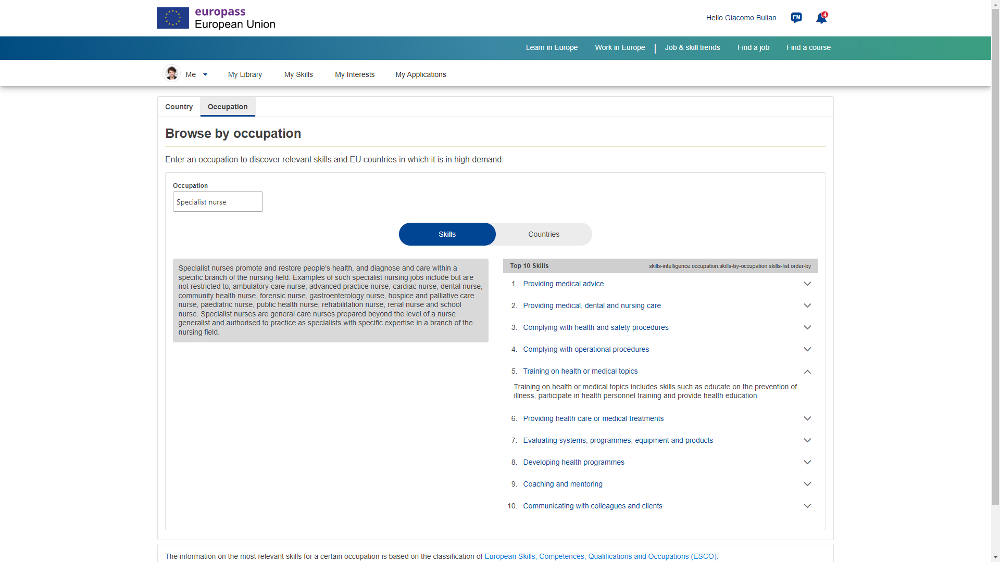 europass
European Union
Hello Giacomo Bulian
EN
4
Learn in Europe
Work in Europe
Job & skill trends
Find a job
Find a course
Me
My Library
My Skills
My Interests
My Applications
Country
Occupation
Browse by occupation
Enter an occupation to discover relevant skills and EU countries in which it is in high demand.
Occupation
Specialist nurse
Skills
Countries
Specialist nurses promote and restore people's health, and diagnose and care within a
specific branch of the nursing field. Examples of such specialist nursing jobs include but are
not restricted to; ambulatory care nurse, advanced practice nurse, cardiac nurse, dental nurse,
community health nurse, forensic nurse, gastroenterology nurse, hospice and palliative care
nurse, paediatric nurse, public health nurse, rehabilitation nurse, renal nurse and school
nurse. Specialist nurses are general care nurses prepared beyond the level of a nurse
generalist and authorised to practice as specialists with specific expertise in a branch of the
nursing field.
Top 10 Skills
skills-intelligence.occupation.skills-by-occupation.skills-list.order-by
1. Providing medical advice
2. Providing medical, dental and nursing care
3. Complying with health and safety procedures
4. Complying with operational procedures
5. Training on health or medical topics
Training on health or medical topics includes skills such as educate on the prevention of
illness, participate in health personnel training and provide health education.
6. Providing health care or medical treatments
7. Evaluating systems, programmes, equipment and products
8. Developing health programmes
9. Coaching and mentoring
10. Communicating with colleagues and clients
The information on the most relevant skills for a certain occupation is based on the classification of European Skills, Competences, Qualifications and Occupations (ESCO).